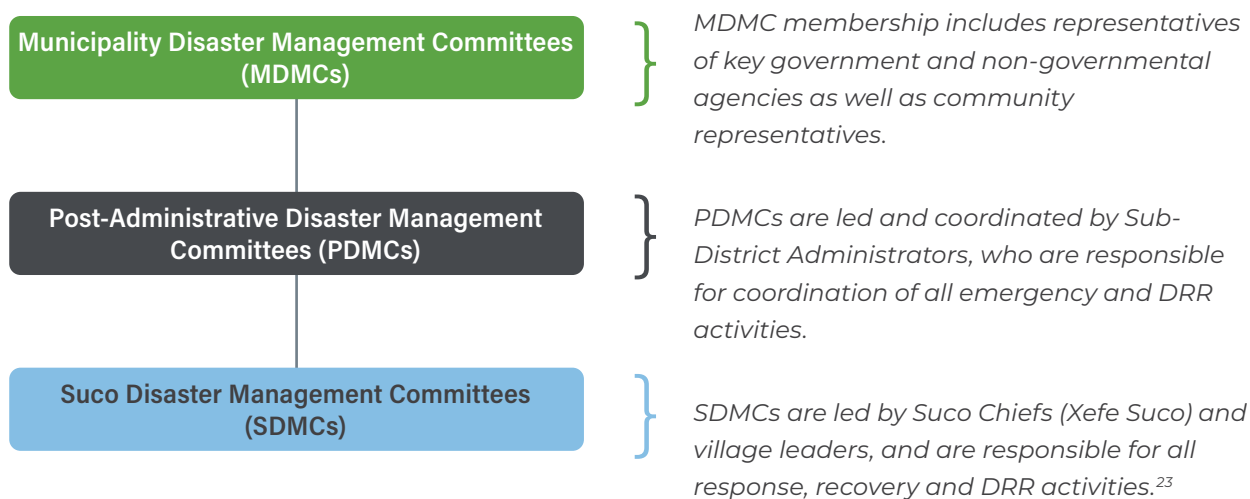 Municipality Disaster Management Committees
(MDMCs)
MDMC membership includes representatives
of key government and non-governmental
agencies as well as community
representatives.
Post-Administrative Disaster Management
Committees (PDMCs)
PDMCs are led and coordinated by Sub-
District Administrators, who are responsible
for coordination of all emergency and DRR
activities.
Suco Disaster Management Committees
(SDMCs)
SDMCs are led by Suco Chiefs (Xefe Suco) and
village leaders, and are responsible for all
response, recovery and DRR activities.23